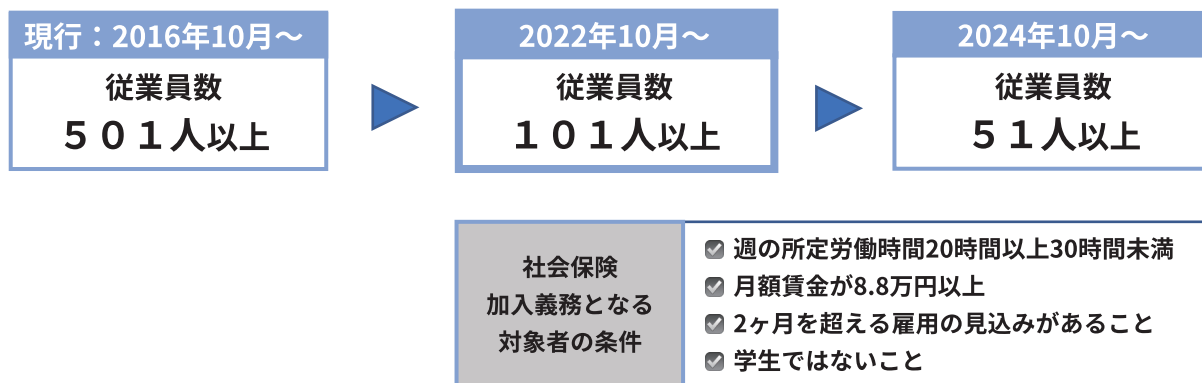 現行：2016年10月～
従業員数
５０１人以上
2022年10月～
従業員数
１０１人以上
2024年10月～
従業員数
５１人以上
社会保険
加入義務となる
対象者の条件
週の所定労働時間20時間以上30時間未満
月額賃金が8.8万円以上
2ヶ月を超える雇用の見込みがあること
学生ではないこと